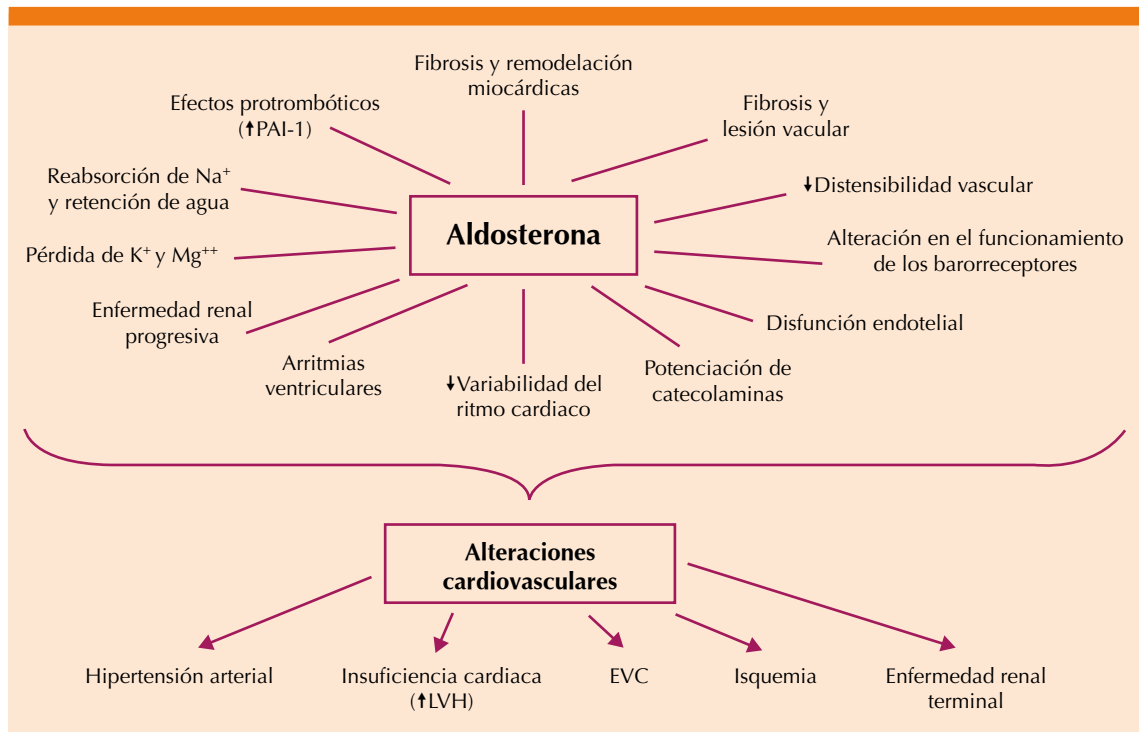 Fibrosis y remodelación
miocárdicas
Efectos protrombóticos
(↑PAI-1)
Fibrosis y
lesión vacular
Reabsorción de Na⁺
y retención de agua
↓Distensibilidad vascular
Aldosterona
Pérdida de K⁺ y Mg⁺⁺
Alteración en el funcionamiento
de los barorreceptores
Enfermedad renal
progresiva
Disfunción endotelial
Arritmias
ventriculares
↓Variabilidad del
ritmo cardiaco
Potenciación de
catecolaminas
Alteraciones
cardiovasculares
Hipertensión arterial
Insuficiencia cardiaca
(↑LVH)
EVC
Isquemia
Enfermedad renal
terminal